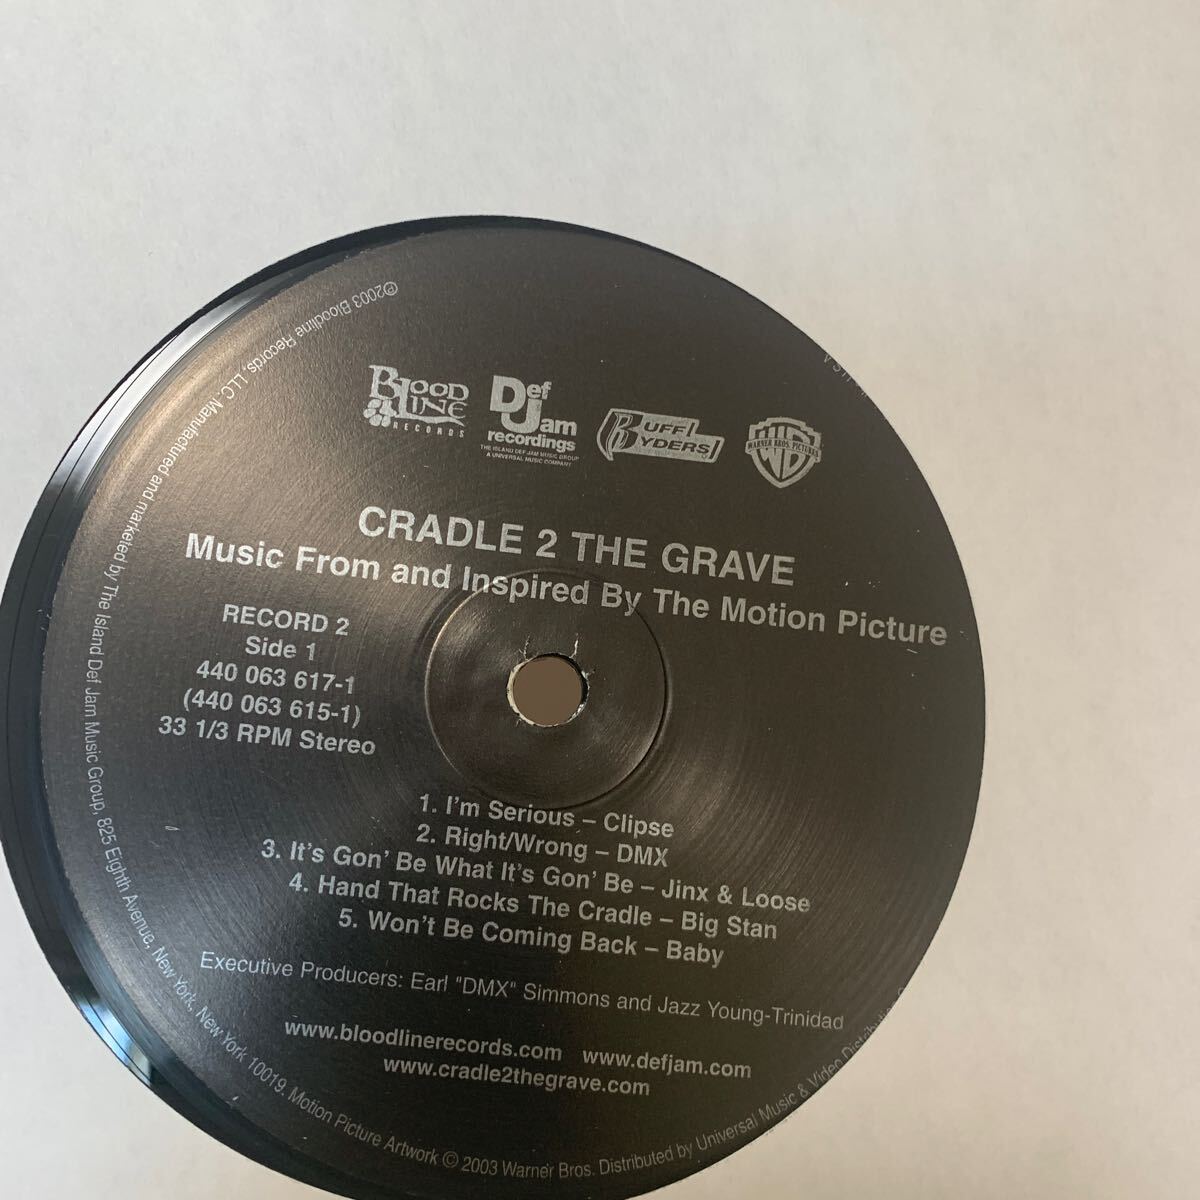 BLOOD LINE RECORDS
Def Jam recordings
THE ISLAND DEF JAM MUSIC GROUP
A UNIVERSAL MUSIC COMPANY
RUFF RYDERS
WARNER BROS. PICTURES
CRADLE 2 THE GRAVE
Music From and Inspired By The Motion Picture
RECORD 2
Side 1
440 063 617-1
(440 063 615-1)
33 1/3 RPM Stereo
1. I'm Serious – Clipse
2. Right/Wrong – DMX
3. It's Gon' Be What It's Gon' Be – Jinx & Loose
4. Hand That Rocks The Cradle – Big Stan
5. Won't Be Coming Back – Baby
Executive Producers: Earl "DMX" Simmons and Jazz Young-Trinidad
www.bloodlinerecords.com www.defjam.com
www.cradle2thegrave.com
℗2003 Bloodline Records, LLC. Manufactured and marketed by The Island Def Jam Music Group, 825 Eighth Avenue, New York, New York 10019. Motion Picture Artwork © 2003 Warner Bros. Distributed by Universal Music & Video